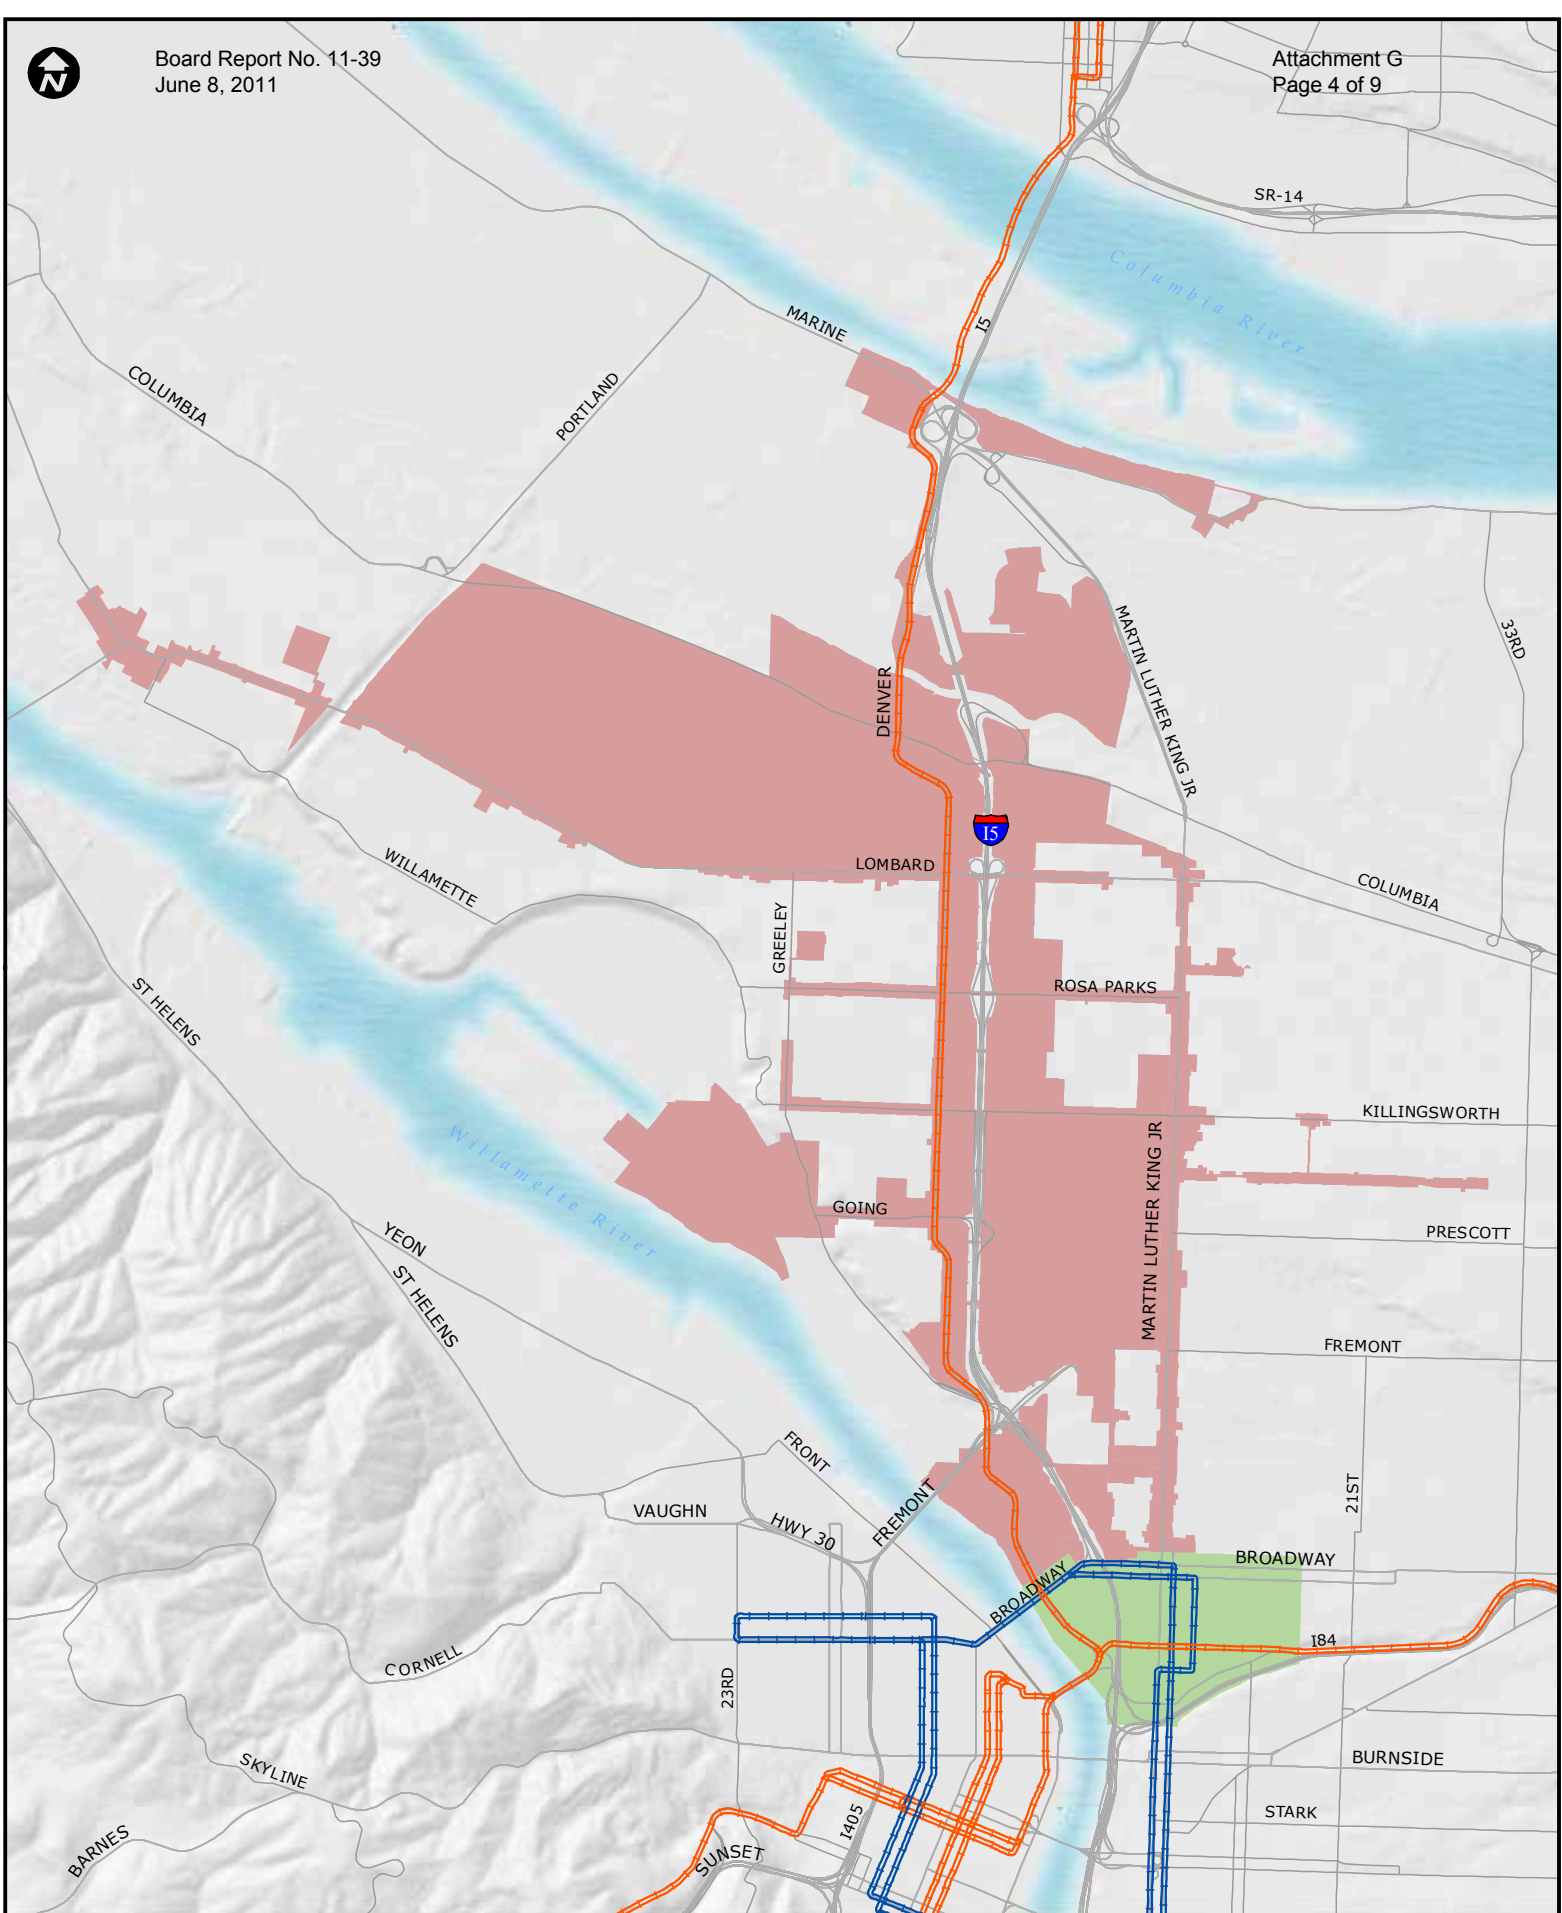 Board Report No. 11-39
June 8, 2011
Attachment G
Page 4 of 9
N
SR-14
Columbia River
I5
MARINE
COLUMBIA
PORTLAND
MARTIN LUTHER KING JR
33RD
DENVER
I5
LOMBARD
WILLAMETTE
COLUMBIA
GREELEY
ROSA PARKS
ST HELENS
KILLINGSWORTH
Willamette River
MARTIN LUTHER KING JR
GOING
YEON
PRESCOTT
ST HELENS
FREMONT
FRONT
21ST
FREMONT
VAUGHN
HWY 30
BROADWAY
BROADWAY
I84
CORNELL
23RD
SKYLINE
BURNSIDE
I405
STARK
BARNES
SUNSET